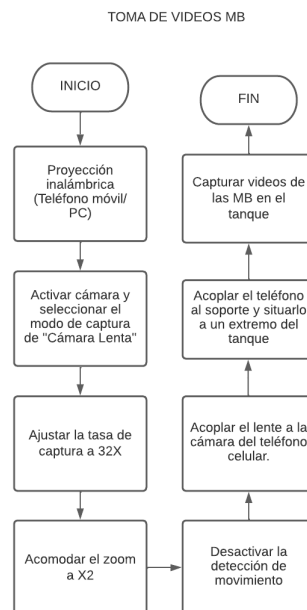 TOMA DE VIDEOS MB
INICIO
Proyección
inalámbrica
(Teléfono móvil/
PC)
Activar cámara y
seleccionar el
modo de captura
de "Cámara Lenta"
Ajustar la tasa de
captura a 32X
Acomodar el zoom
a X2
Desactivar la
detección de
movimiento
Acoplar el lente a la
cámara del teléfono
celular.
Acoplar el teléfono
al soporte y situarlo
a un extremo del
tanque
Capturar videos de
las MB en el
tanque
FIN